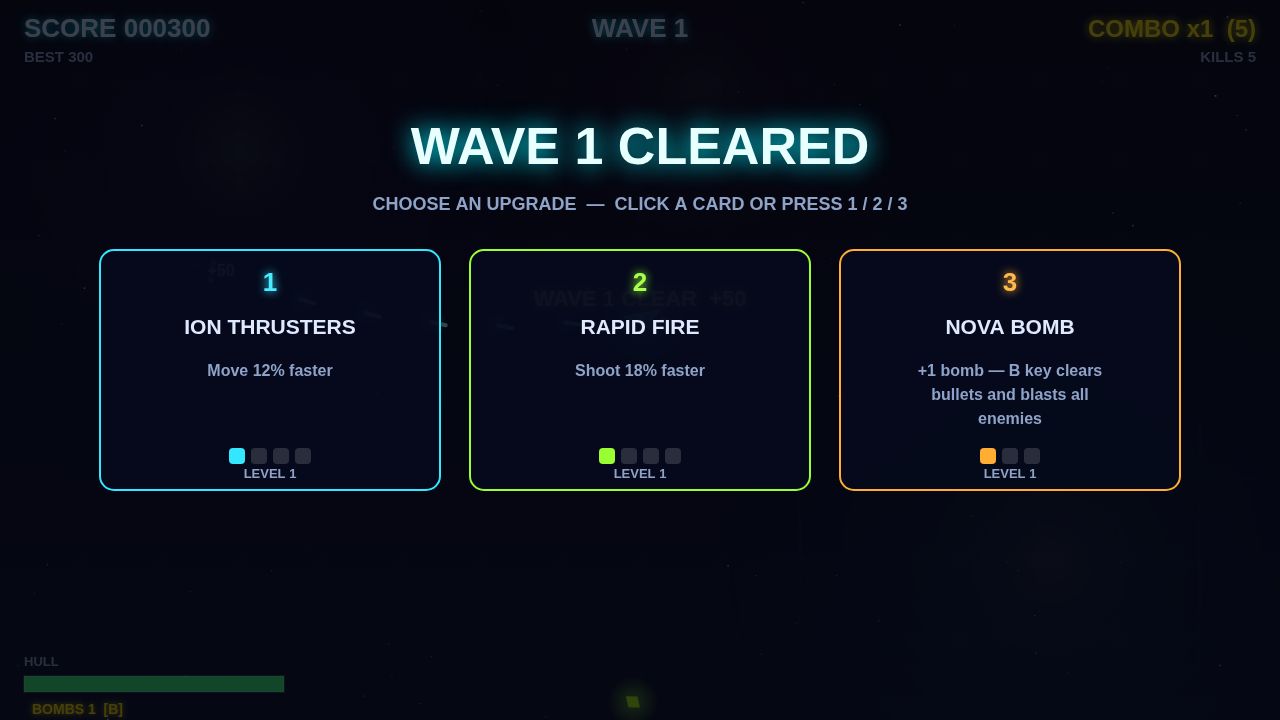 SCORE 000300
WAVE 1
COMBO x1 (5)
BEST 300
KILLS 5
WAVE 1 CLEARED
CHOOSE AN UPGRADE — CLICK A CARD OR PRESS 1 / 2 / 3
1
ION THRUSTERS
Move 12% faster
LEVEL 1
2
RAPID FIRE
Shoot 18% faster
LEVEL 1
3
NOVA BOMB
+1 bomb — B key clears
bullets and blasts all
enemies
LEVEL 1
+50
WAVE 1 CLEAR +50
HULL
BOMBS 1 [B]